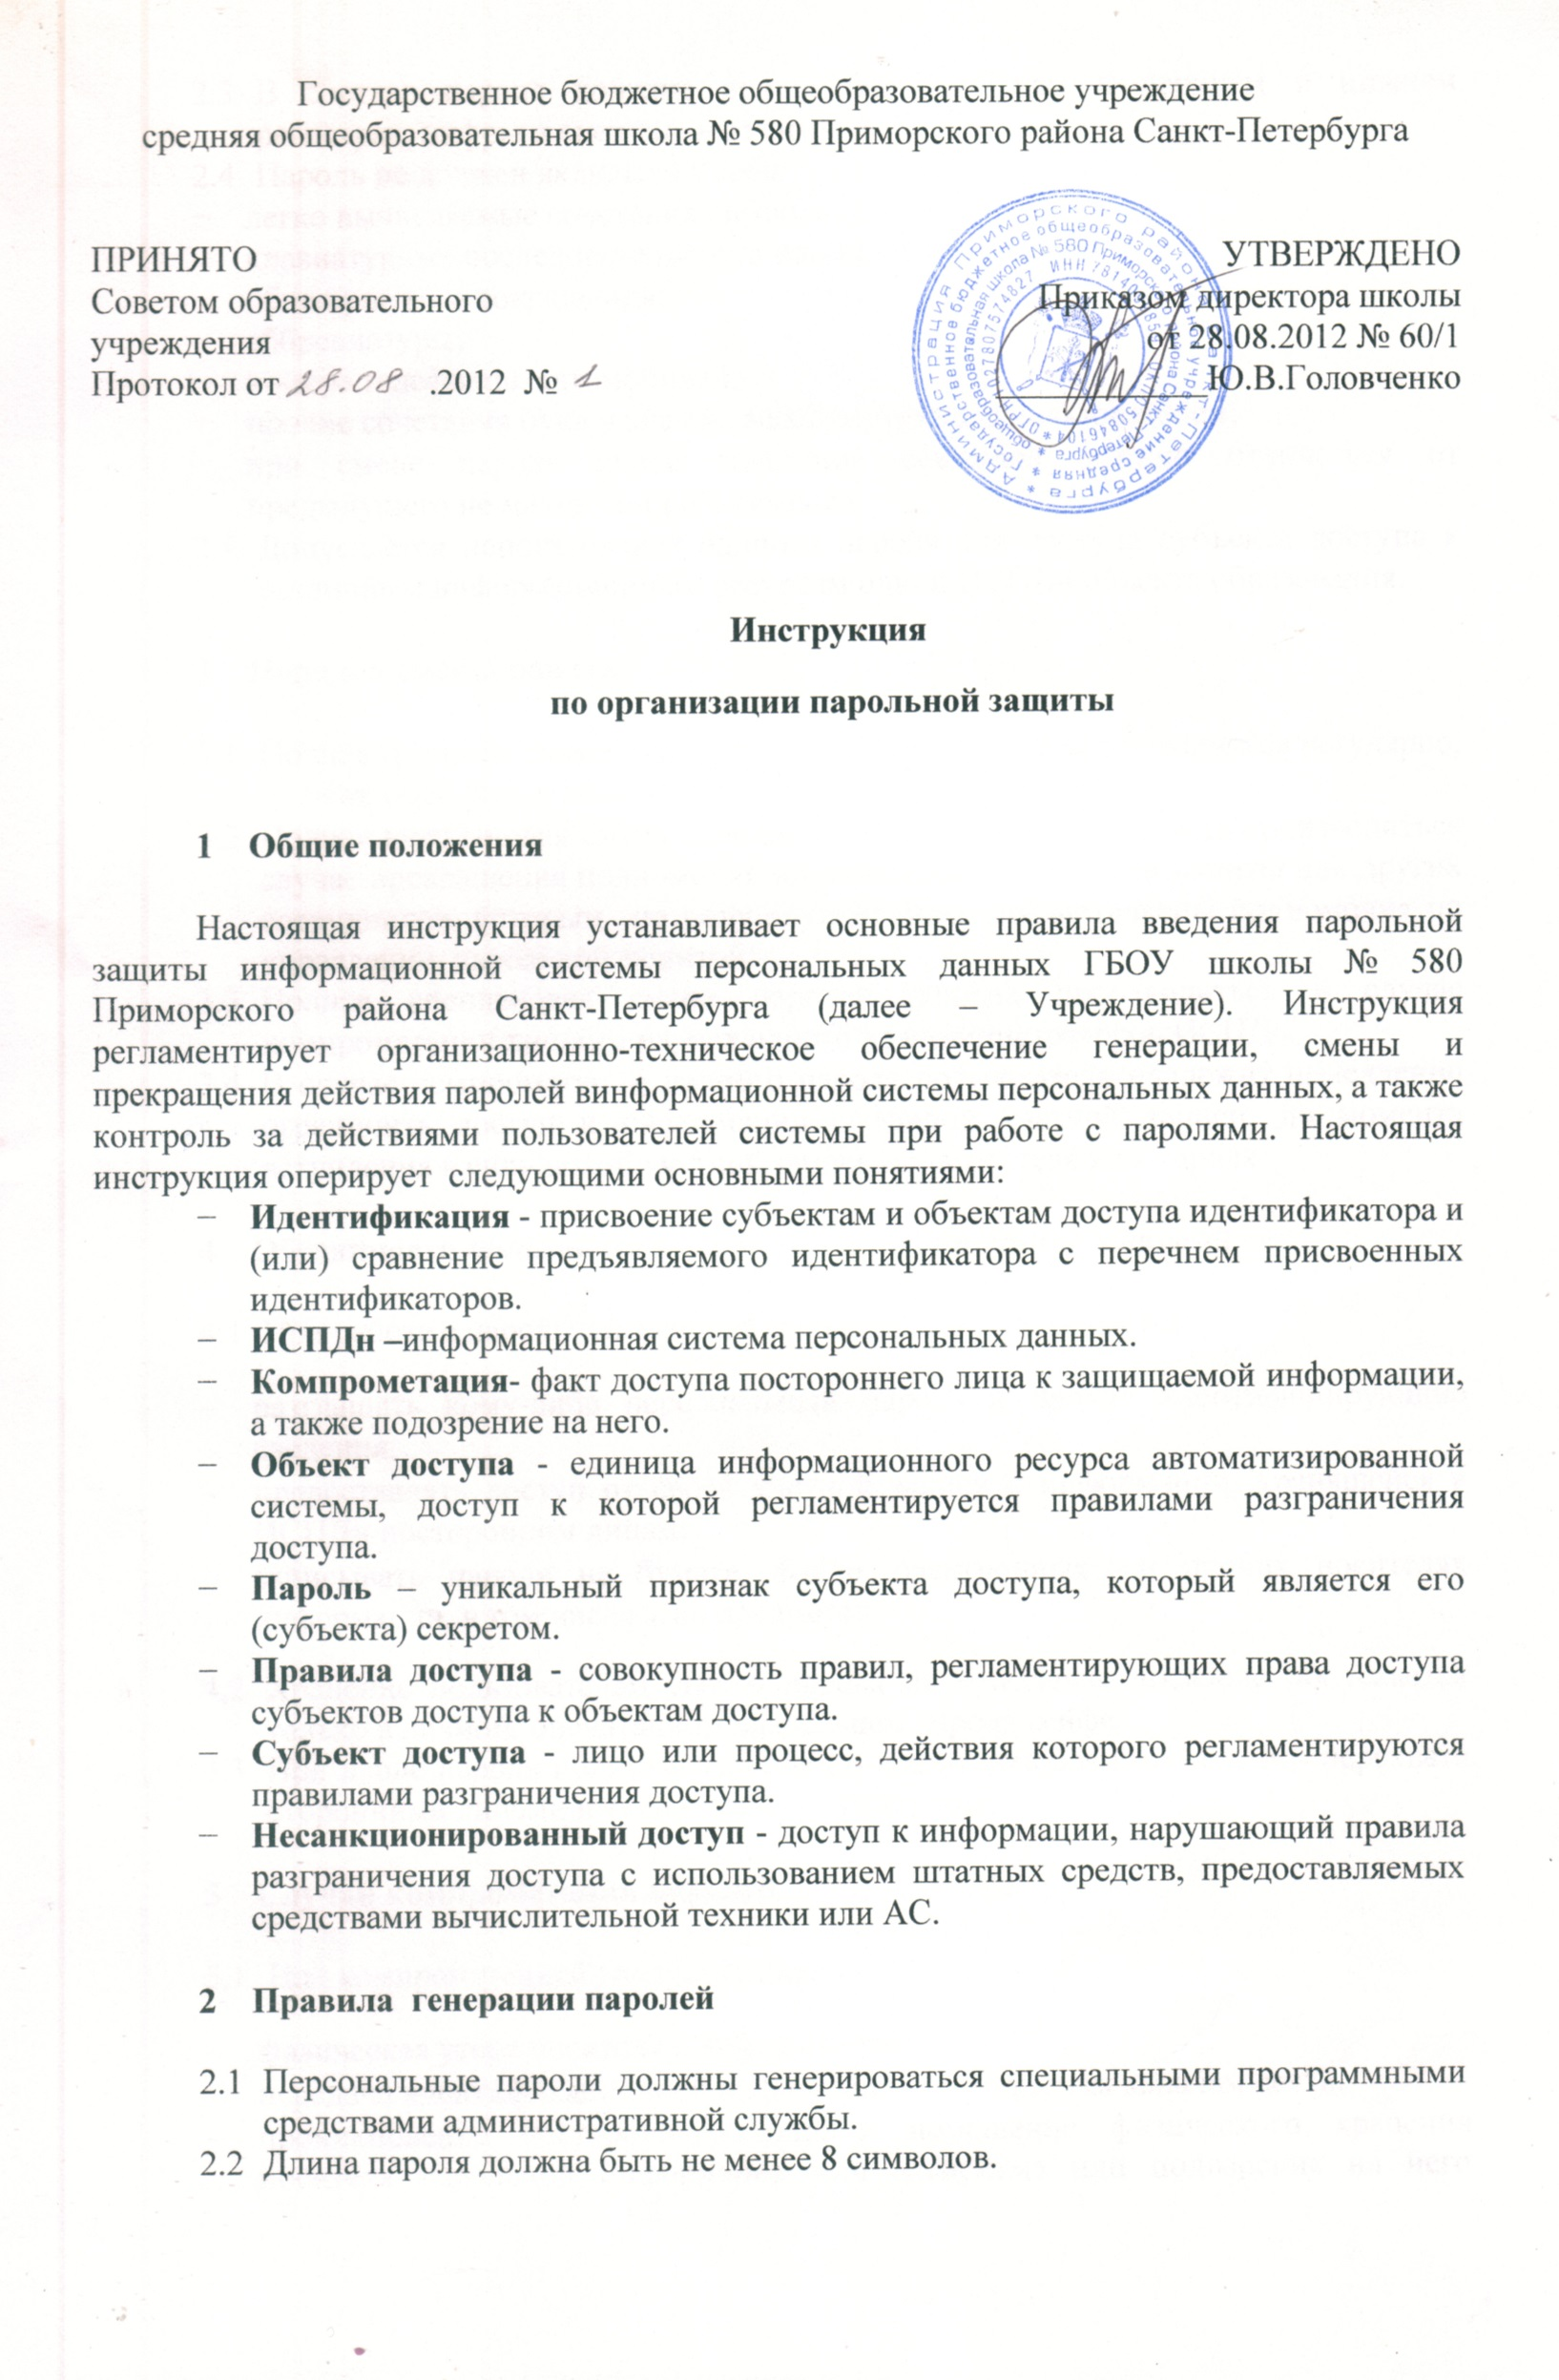 Государственное бюджетное общеобразовательное учреждение
средняя общеобразовательная школа № 580 Приморского района Санкт-Петербурга
ПРИНЯТО
Советом образовательного
учреждения
Протокол от 28.08 .2012 № 1
УТВЕРЖДЕНО
Приказом директора школы
от 28.08.2012 № 60/1
Ю.В.Головченко
Инструкция
по организации парольной защиты
1 Общие положения
Настоящая инструкция устанавливает основные правила введения парольной
защиты информационной системы персональных данных ГБОУ школы № 580
Приморского района Санкт-Петербурга (далее – Учреждение). Инструкция
регламентирует организационно-техническое обеспечение генерации, смены и
прекращения действия паролей винформационной системы персональных данных, а также
контроль за действиями пользователей системы при работе с паролями. Настоящая
инструкция оперирует следующими основными понятиями:
– Идентификация - присвоение субъектам и объектам доступа идентификатора и
(или) сравнение предъявляемого идентификатора с перечнем присвоенных
идентификаторов.
– ИСПДн –информационная система персональных данных.
– Компрометация- факт доступа постороннего лица к защищаемой информации,
а также подозрение на него.
– Объект доступа - единица информационного ресурса автоматизированной
системы, доступ к которой регламентируется правилами разграничения
доступа.
– Пароль – уникальный признак субъекта доступа, который является его
(субъекта) секретом.
– Правила доступа - совокупность правил, регламентирующих права доступа
субъектов доступа к объектам доступа.
– Субъект доступа - лицо или процесс, действия которого регламентируются
правилами разграничения доступа.
– Несанкционированный доступ - доступ к информации, нарушающий правила
разграничения доступа с использованием штатных средств, предоставляемых
средствами вычислительной техники или АС.
2 Правила генерации паролей
2.1 Персональные пароли должны генерироваться специальными программными
средствами административной службы.
2.2 Длина пароля должна быть не менее 8 символов.